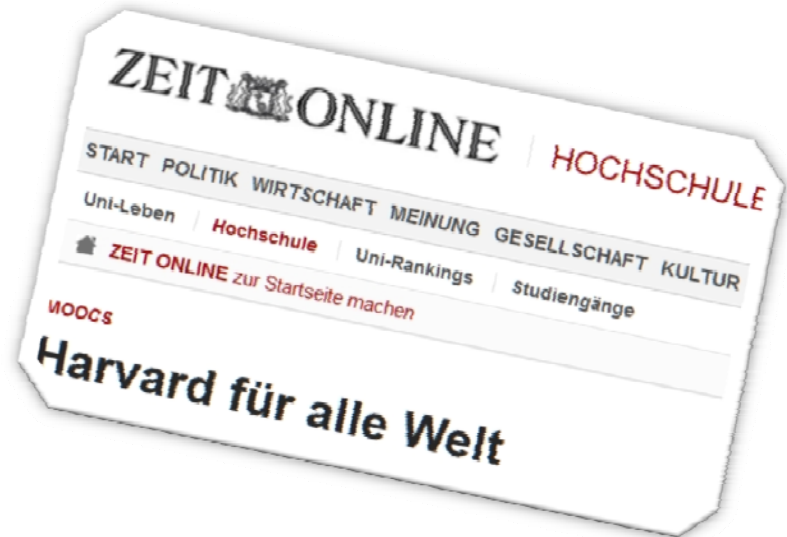 ZEIT ONLINE HOCHSCHULE
START POLITIK WIRTSCHAFT MEINUNG GESELLSCHAFT KULTUR
Uni-Leben Hochschule Uni-Rankings Studiengänge
ZEIT ONLINE zur Startseite machen
MOOCS
Harvard für alle Welt